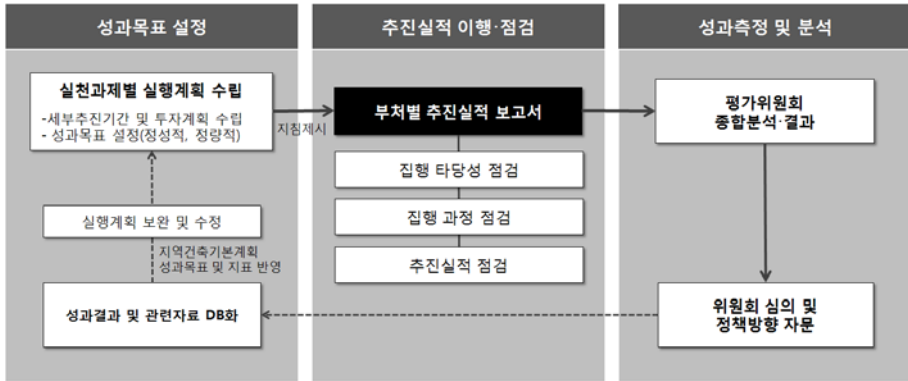 성과목표 설정
실천과제별 실행계획 수립
-세부추진기간 및 투자계획 수립
- 성과목표 설정(정성적, 정량적)
실행계획 보완 및 수정
지역건축기본계획
성과목표 및 지표 반영
성과결과 및 관련자료 DB화
지침제시
추진실적 이행·점검
부처별 추진실적 보고서
집행 타당성 점검
집행 과정 점검
추진실적 점검
성과측정 및 분석
평가위원회
종합분석·결과
위원회 심의 및
정책방향 자문